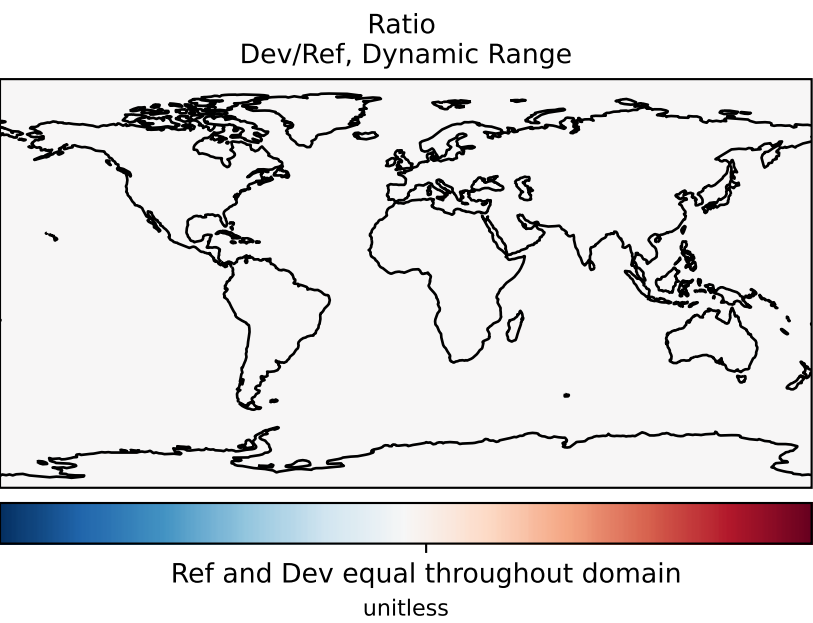 Ratio
Dev/Ref, Dynamic Range
Ref and Dev equal throughout domain
unitless